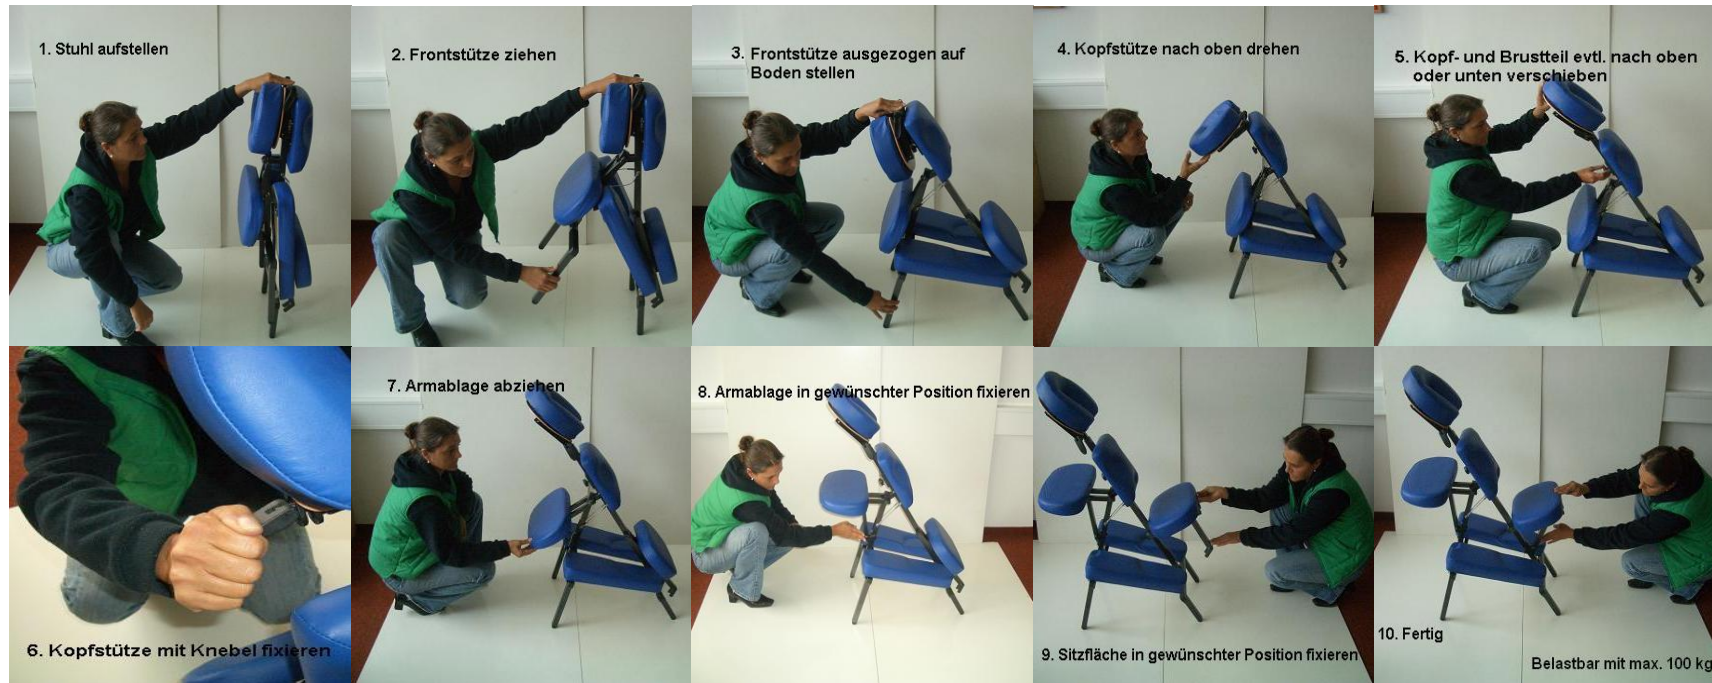 1. Stuhl aufstellen
2. Frontstütze ziehen
3. Frontstütze ausgezogen auf
Boden stellen
4. Kopfstütze nach oben drehen
5. Kopf- und Brustteil evtl. nach oben
oder unten verschieben
6. Kopfstütze mit Knebel fixieren
7. Armablage abziehen
8. Armablage in gewünschter Position fixieren
9. Sitzfläche in gewünschter Position fixieren
10. Fertig
Belastbar mit max. 100 kg